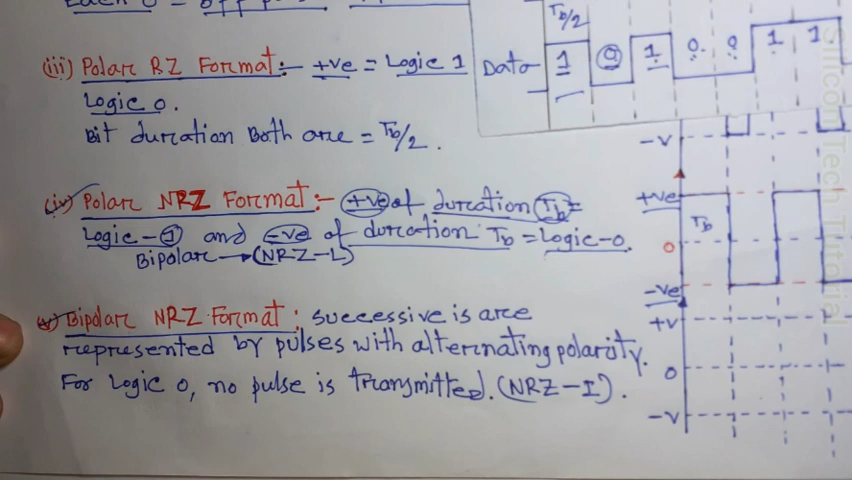 Each 0 = off
(iii) Polar RZ Format:- +ve = Logic 1
Logic 0.
Bit duration Both are = Tb/2.
(iv) Polar NRZ Format:- +ve of duration Tb =
Logic-1 and -ve of duration Tb = Logic-0.
Bipolar → (NRZ-L)
(v) Bipolar NRZ Format: successive is are
represented by pulses with alternating polarity.
For Logic 0, no pulse is transmitted. (NRZ-I).
Tb/2
Data 1 0 1 0 0 1 1
-V
+ve
Tb
0
-ve
+V
0
-V
Silicon Tech Tutorial